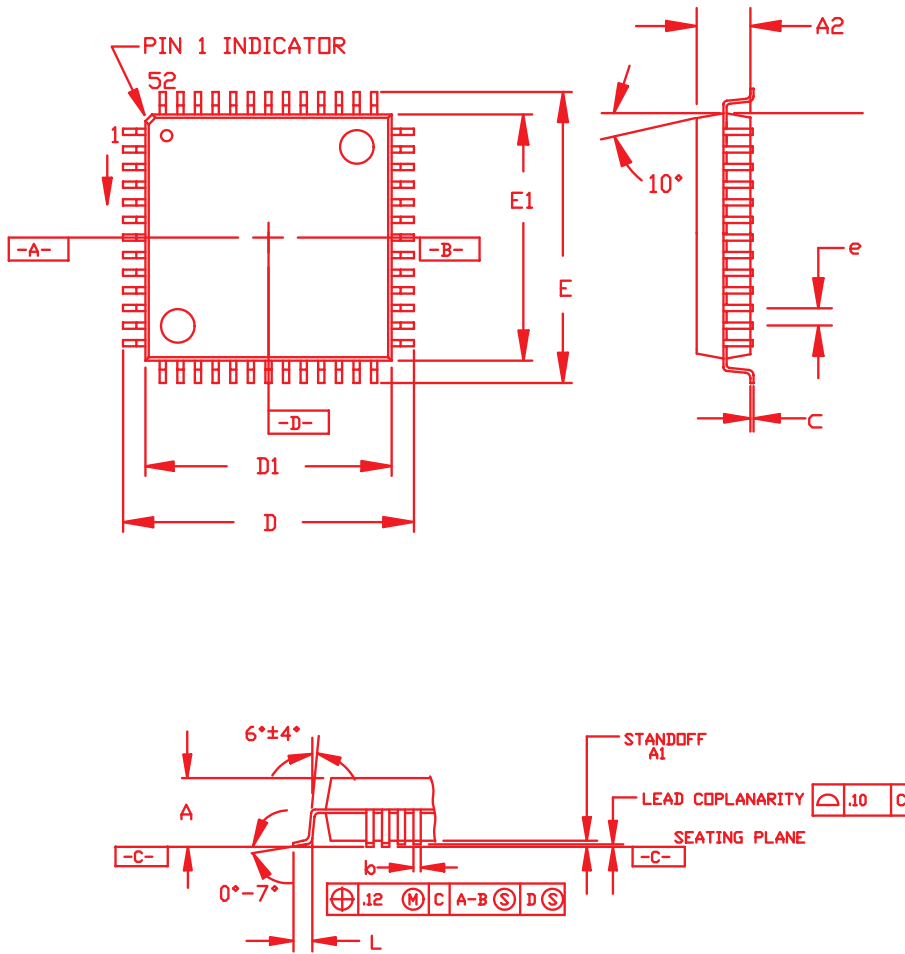 PIN 1 INDICATOR
52
1
A2
10°
E1
-A-
-B-
e
E
-D-
C
D1
D
6°±4°
STANDOFF
A1
A
LEAD COPLANARITY
.10 C
SEATING PLANE
-C-
-C-
b
0°-7°
.12 M C A-B S D S
L